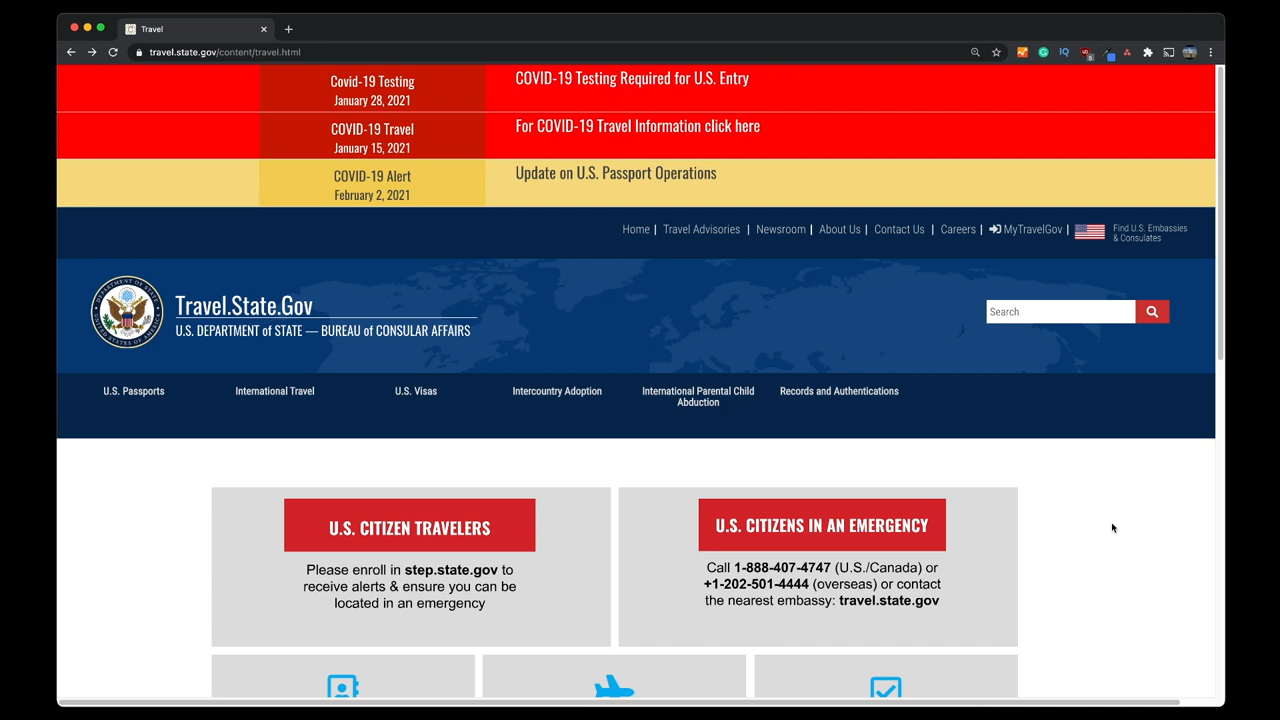 Travel
travel.state.gov/content/travel.html
Covid-19 Testing
January 28, 2021
COVID-19 Testing Required for U.S. Entry
COVID-19 Travel
January 15, 2021
For COVID-19 Travel Information click here
COVID-19 Alert
February 2, 2021
Update on U.S. Passport Operations
Home | Travel Advisories | Newsroom | About Us | Contact Us | Careers | MyTravelGov |
Find U.S. Embassies
& Consulates
Travel.State.Gov
U.S. DEPARTMENT of STATE — BUREAU of CONSULAR AFFAIRS
Search
U.S. Passports
International Travel
U.S. Visas
Intercountry Adoption
International Parental Child
Abduction
Records and Authentications
U.S. CITIZEN TRAVELERS
Please enroll in step.state.gov to
receive alerts & ensure you can be
located in an emergency
U.S. CITIZENS IN AN EMERGENCY
Call 1-888-407-4747 (U.S./Canada) or
+1-202-501-4444 (overseas) or contact
the nearest embassy: travel.state.gov